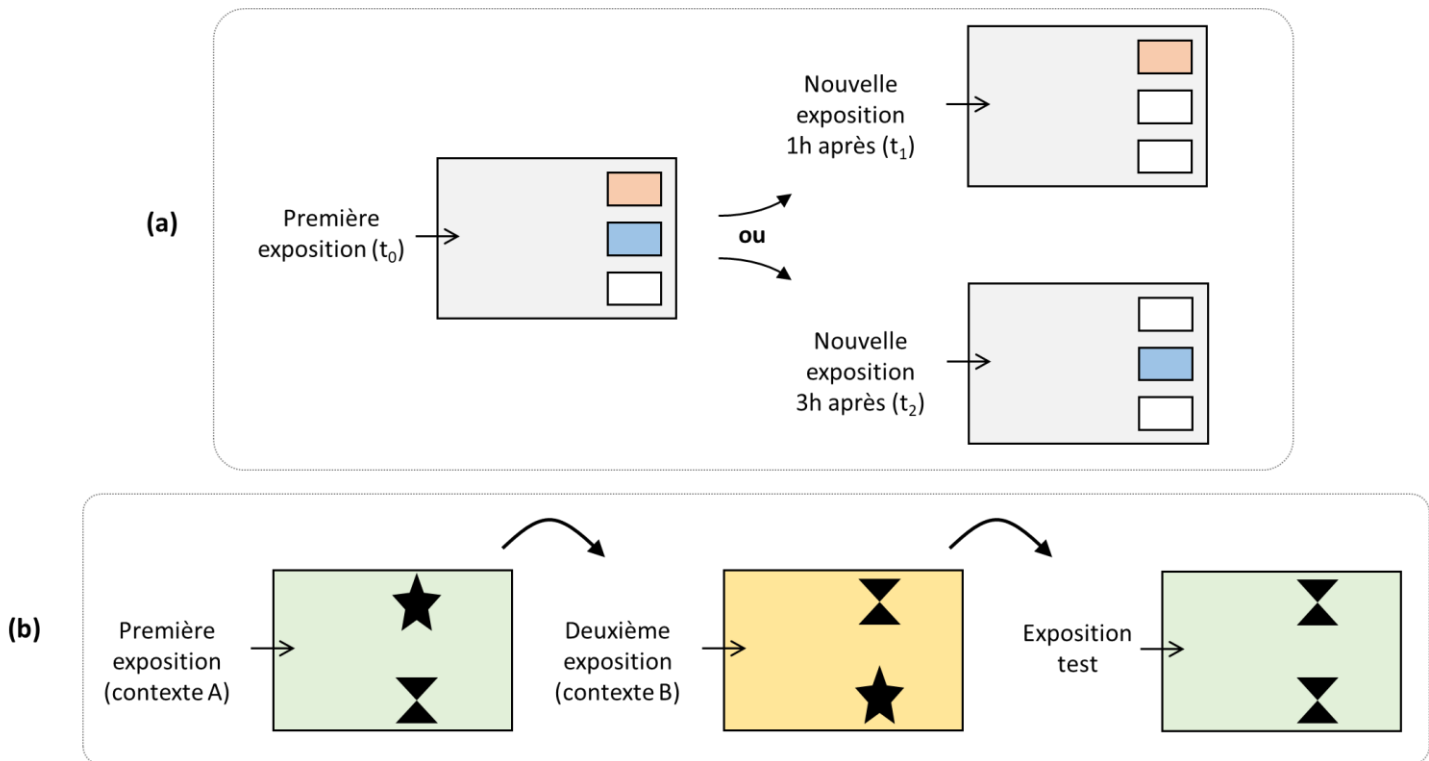 (a)
Première
exposition (t₀)
ou
Nouvelle
exposition
1h après (t₁)
Nouvelle
exposition
3h après (t₂)
(b)
Première
exposition
(contexte A)
Deuxième
exposition
(contexte B)
Exposition
test